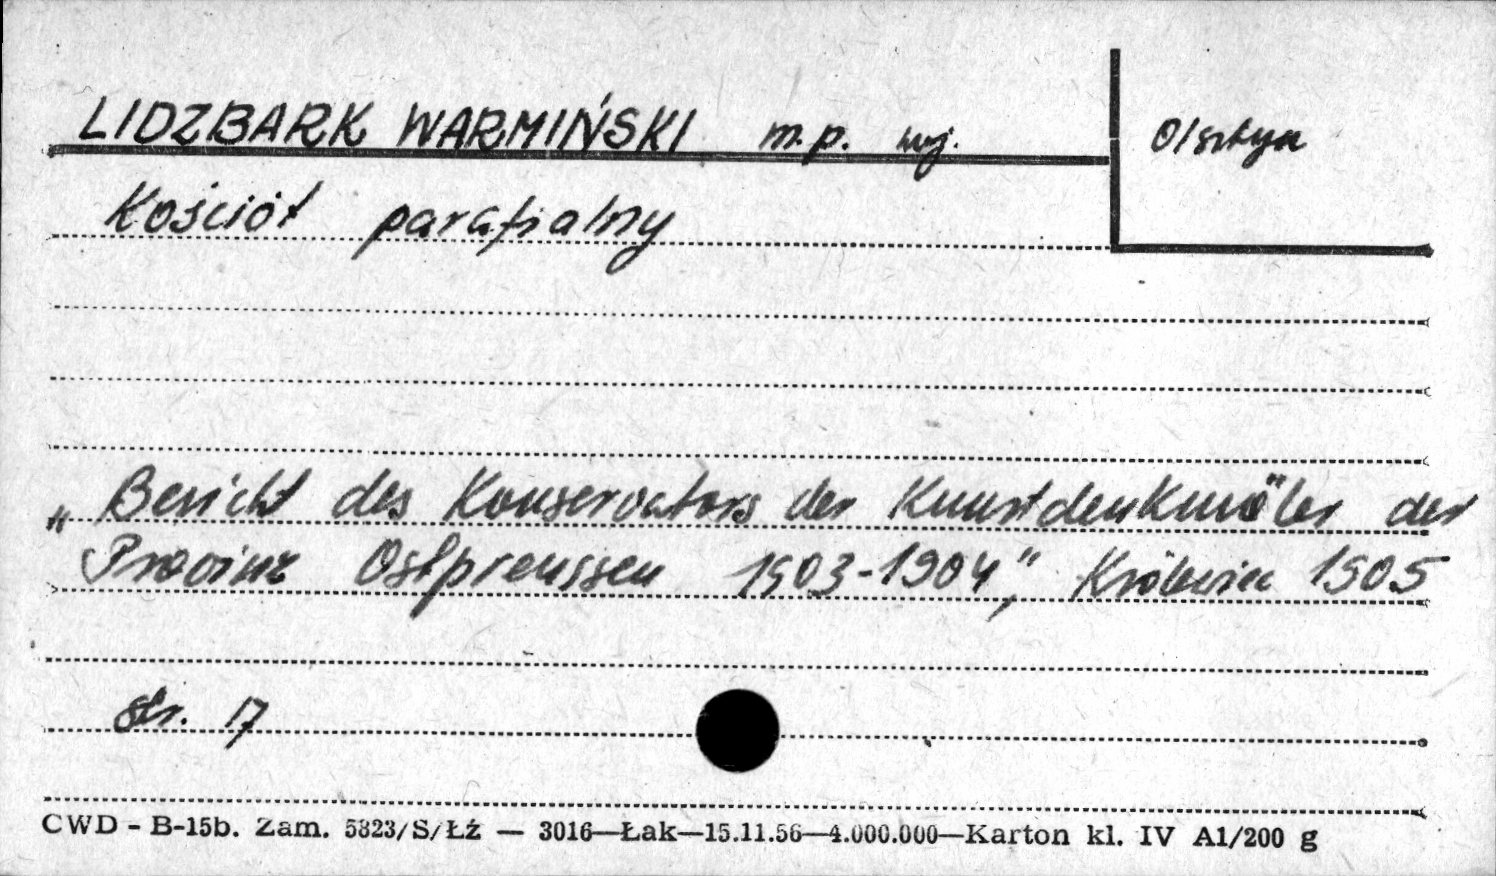 LIDZBARK WARMIŃSKI m.p. woj. Olsztyn
Kościół parafialny
„Bericht des Konservators der Kunstdenkmäler der
Provinz Ostpreussen 1903-1904", Królewiec 1905
str. 17
CWD - B-15b. Zam. 5823/S/Łź — 3016—Łak—15.11.56—4.000.000—Karton kl. IV A1/200 g